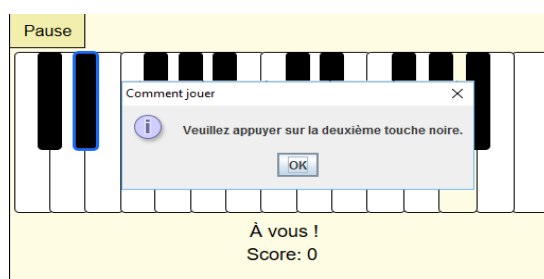 Pause
Comment jouer
Veuillez appuyer sur la deuxième touche noire.
OK
À vous !
Score: 0